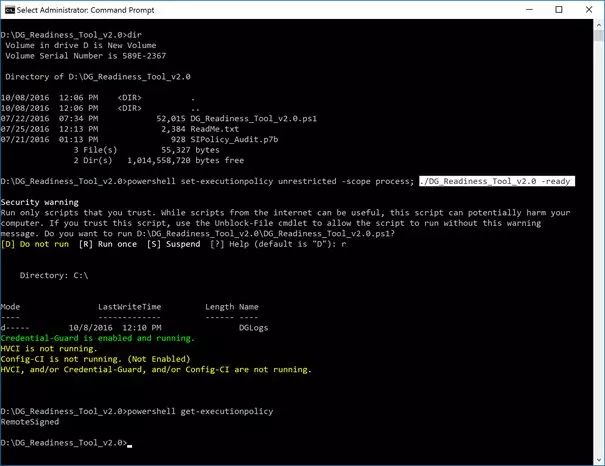 Select Administrator: Command Prompt
D:\DG_Readiness_Tool_v2.0>dir
Volume in drive D is New Volume
Volume Serial Number is 589E-2367
Directory of D:\DG_Readiness_Tool_v2.0
10/08/2016  12:06 PM    <DIR>          .
10/08/2016  12:06 PM    <DIR>          ..
07/22/2016  07:34 PM            52,015 DG_Readiness_Tool_v2.0.ps1
07/25/2016  12:13 PM             2,384 ReadMe.txt
07/21/2016  01:13 PM               928 SIPolicy_Audit.p7b
3 File(s)         55,327 bytes
2 Dir(s)  1,014,558,720 bytes free
D:\DG_Readiness_Tool_v2.0>powershell set-executionpolicy unrestricted -scope process; ./DG_Readiness_Tool_v2.0 -ready
Security warning
Run only scripts that you trust. While scripts from the internet can be useful, this script can potentially harm your
computer. If you trust this script, use the Unblock-File cmdlet to allow the script to run without this warning
message. Do you want to run D:\DG_Readiness_Tool_v2.0\DG_Readiness_Tool_v2.0.ps1?
[D] Do not run  [R] Run once  [S] Suspend  [?] Help (default is "D"): r
Directory: C:\
Mode                LastWriteTime         Length Name
----                -------------         ------ ----
d-----        10/8/2016  12:10 PM                DGLogs
Credential-Guard is enabled and running.
HVCI is not running.
Config-CI is not running. (Not Enabled)
HVCI, and/or Credential-Guard, and/or Config-CI are not running.
D:\DG_Readiness_Tool_v2.0>powershell get-executionpolicy
RemoteSigned
D:\DG_Readiness_Tool_v2.0>